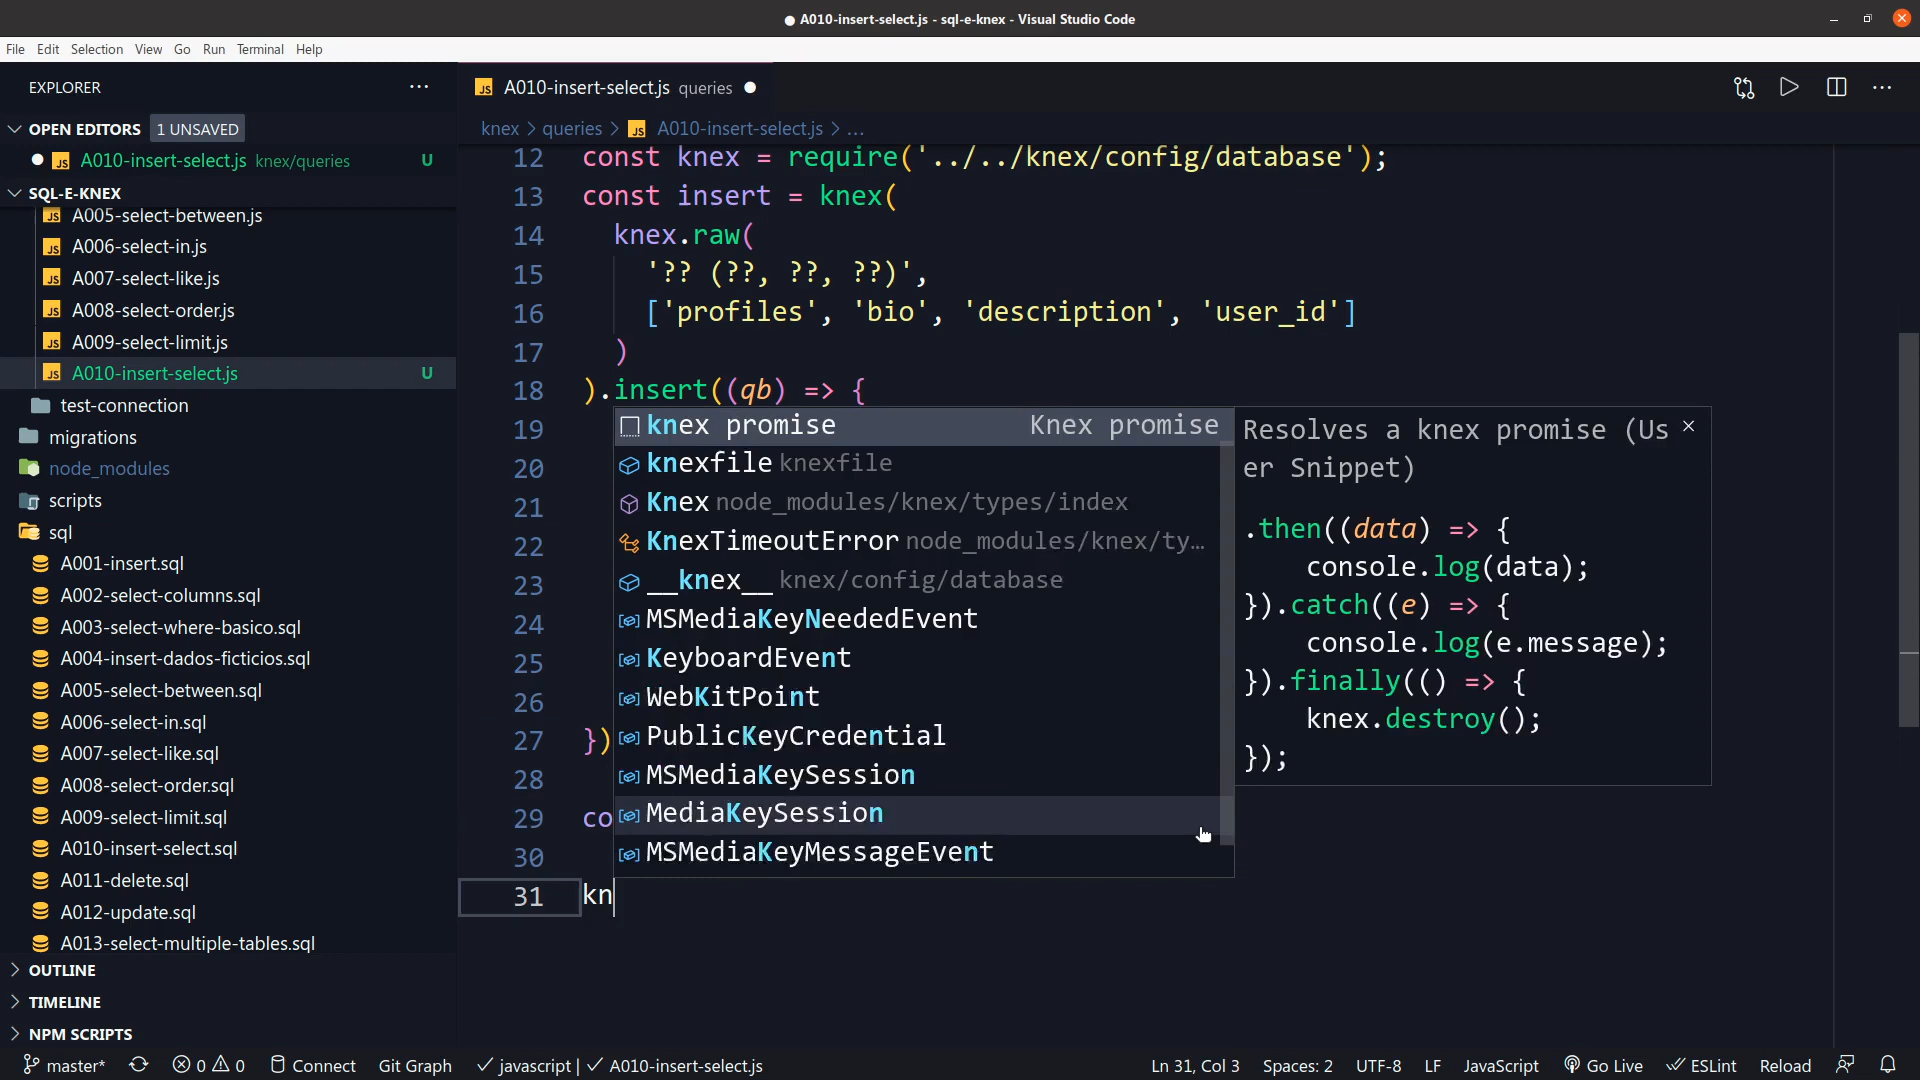 A010-insert-select.js - sql-e-knex - Visual Studio Code
File Edit Selection View Go Run Terminal Help
EXPLORER
OPEN EDITORS 1 UNSAVED
A010-insert-select.js knex/queries U
SQL-E-KNEX
A005-select-between.js
A006-select-in.js
A007-select-like.js
A008-select-order.js
A009-select-limit.js
A010-insert-select.js U
test-connection
migrations
node_modules
scripts
sql
A001-insert.sql
A002-select-columns.sql
A003-select-where-basico.sql
A004-insert-dados-ficticios.sql
A005-select-between.sql
A006-select-in.sql
A007-select-like.sql
A008-select-order.sql
A009-select-limit.sql
A010-insert-select.sql
A011-delete.sql
A012-update.sql
A013-select-multiple-tables.sql
OUTLINE
TIMELINE
NPM SCRIPTS
JS A010-insert-select.js queries
knex > queries > JS A010-insert-select.js > ...
12 const knex = require('../../knex/config/database');
13 const insert = knex(
14 knex.raw(
15 '?? (??, ??, ??)',
16 ['profiles', 'bio', 'description', 'user_id']
17 )
18 ).insert((qb) => {
19
20
21
22
23
24
25
26
27 })
28
29 co
30
31 kn
knex promise Knex promise
knexfile knexfile
Knex node_modules/knex/types/index
KnexTimeoutError node_modules/knex/ty…
__knex__ knex/config/database
MSMediaKeyNeededEvent
KeyboardEvent
WebKitPoint
PublicKeyCredential
MSMediaKeySession
MediaKeySession
MSMediaKeyMessageEvent
Resolves a knex promise (Us
er Snippet)
.then((data) => {
console.log(data);
}).catch((e) => {
console.log(e.message);
}).finally(() => {
knex.destroy();
});
master* 0 0 Connect Git Graph javascript | A010-insert-select.js Ln 31, Col 3 Spaces: 2 UTF-8 LF JavaScript Go Live ESLint Reload